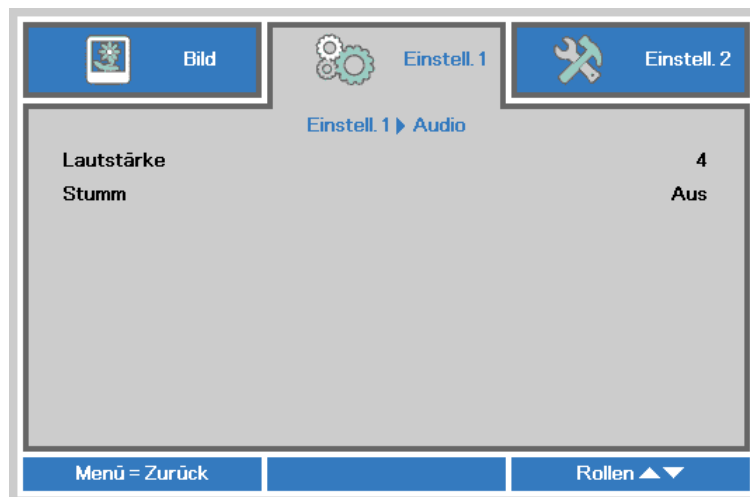 Bild
Einstell. 1
Einstell. 2
Einstell. 1 ▶ Audio
Lautstärke 4
Stumm Aus
Menü = Zurück
Rollen ▲▼